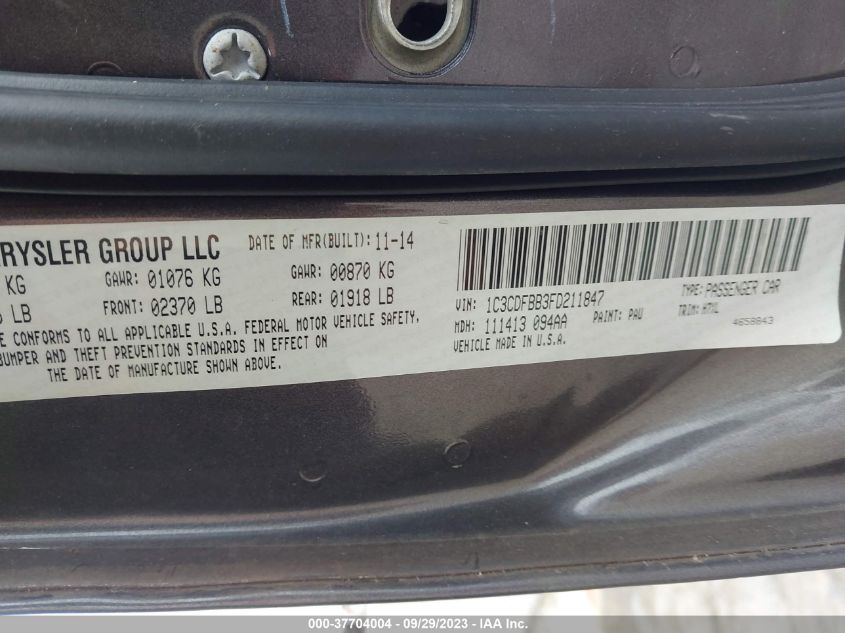 RYSLER GROUP LLC DATE OF MFR(BUILT): 11-14
KG GAWR: 01076 KG GAWR: 00870 KG
LB FRONT: 02370 LB REAR: 01918 LB
E CONFORMS TO ALL APPLICABLE U.S.A. FEDERAL MOTOR VEHICLE SAFETY,
BUMPER AND THEFT PREVENTION STANDARDS IN EFFECT ON
THE DATE OF MANUFACTURE SHOWN ABOVE.
VIN: 1C3CDFBB3FD211847 TYPE: PASSENGER CAR
MDH: 111413 094AA PAINT: PAU TRIM:
VEHICLE MADE IN U.S.A. 4658843
000-37704004 | 09/29/2023 | IAA Inc.